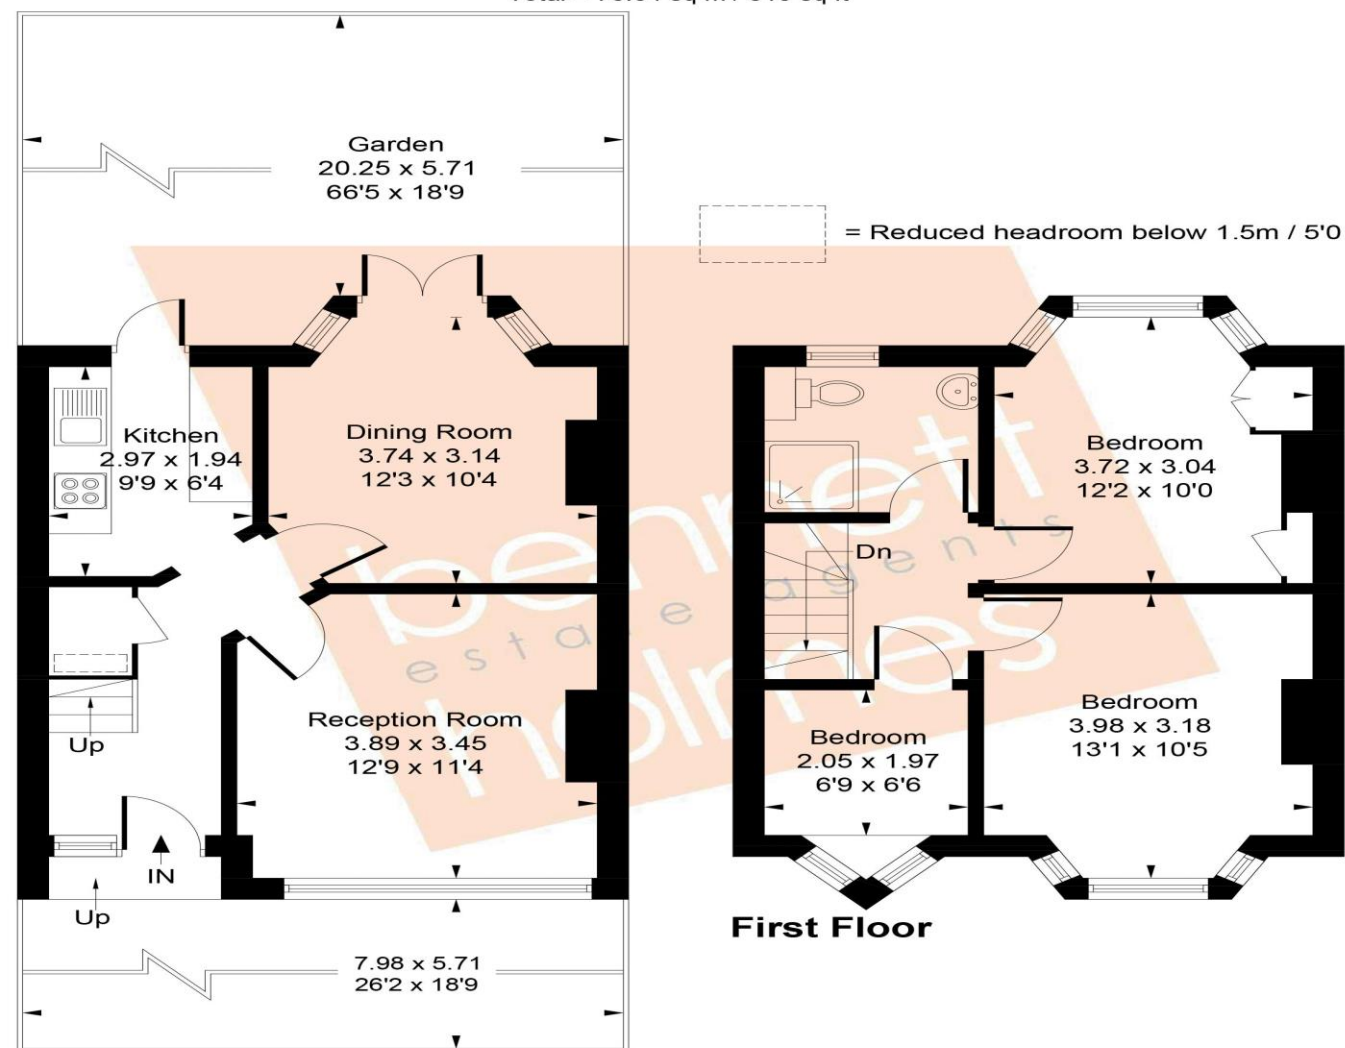 Garden
20.25 x 5.71
66'5 x 18'9
= Reduced headroom below 1.5m / 5'0
Kitchen
2.97 x 1.94
9'9 x 6'4
Dining Room
3.74 x 3.14
12'3 x 10'4
Bedroom
3.72 x 3.04
12'2 x 10'0
Dn
bennett
estate agents
holmes
Reception Room
3.89 x 3.45
12'9 x 11'4
Up
Bedroom
2.05 x 1.97
6'9 x 6'6
Bedroom
3.98 x 3.18
13'1 x 10'5
IN
Up
First Floor
7.98 x 5.71
26'2 x 18'9